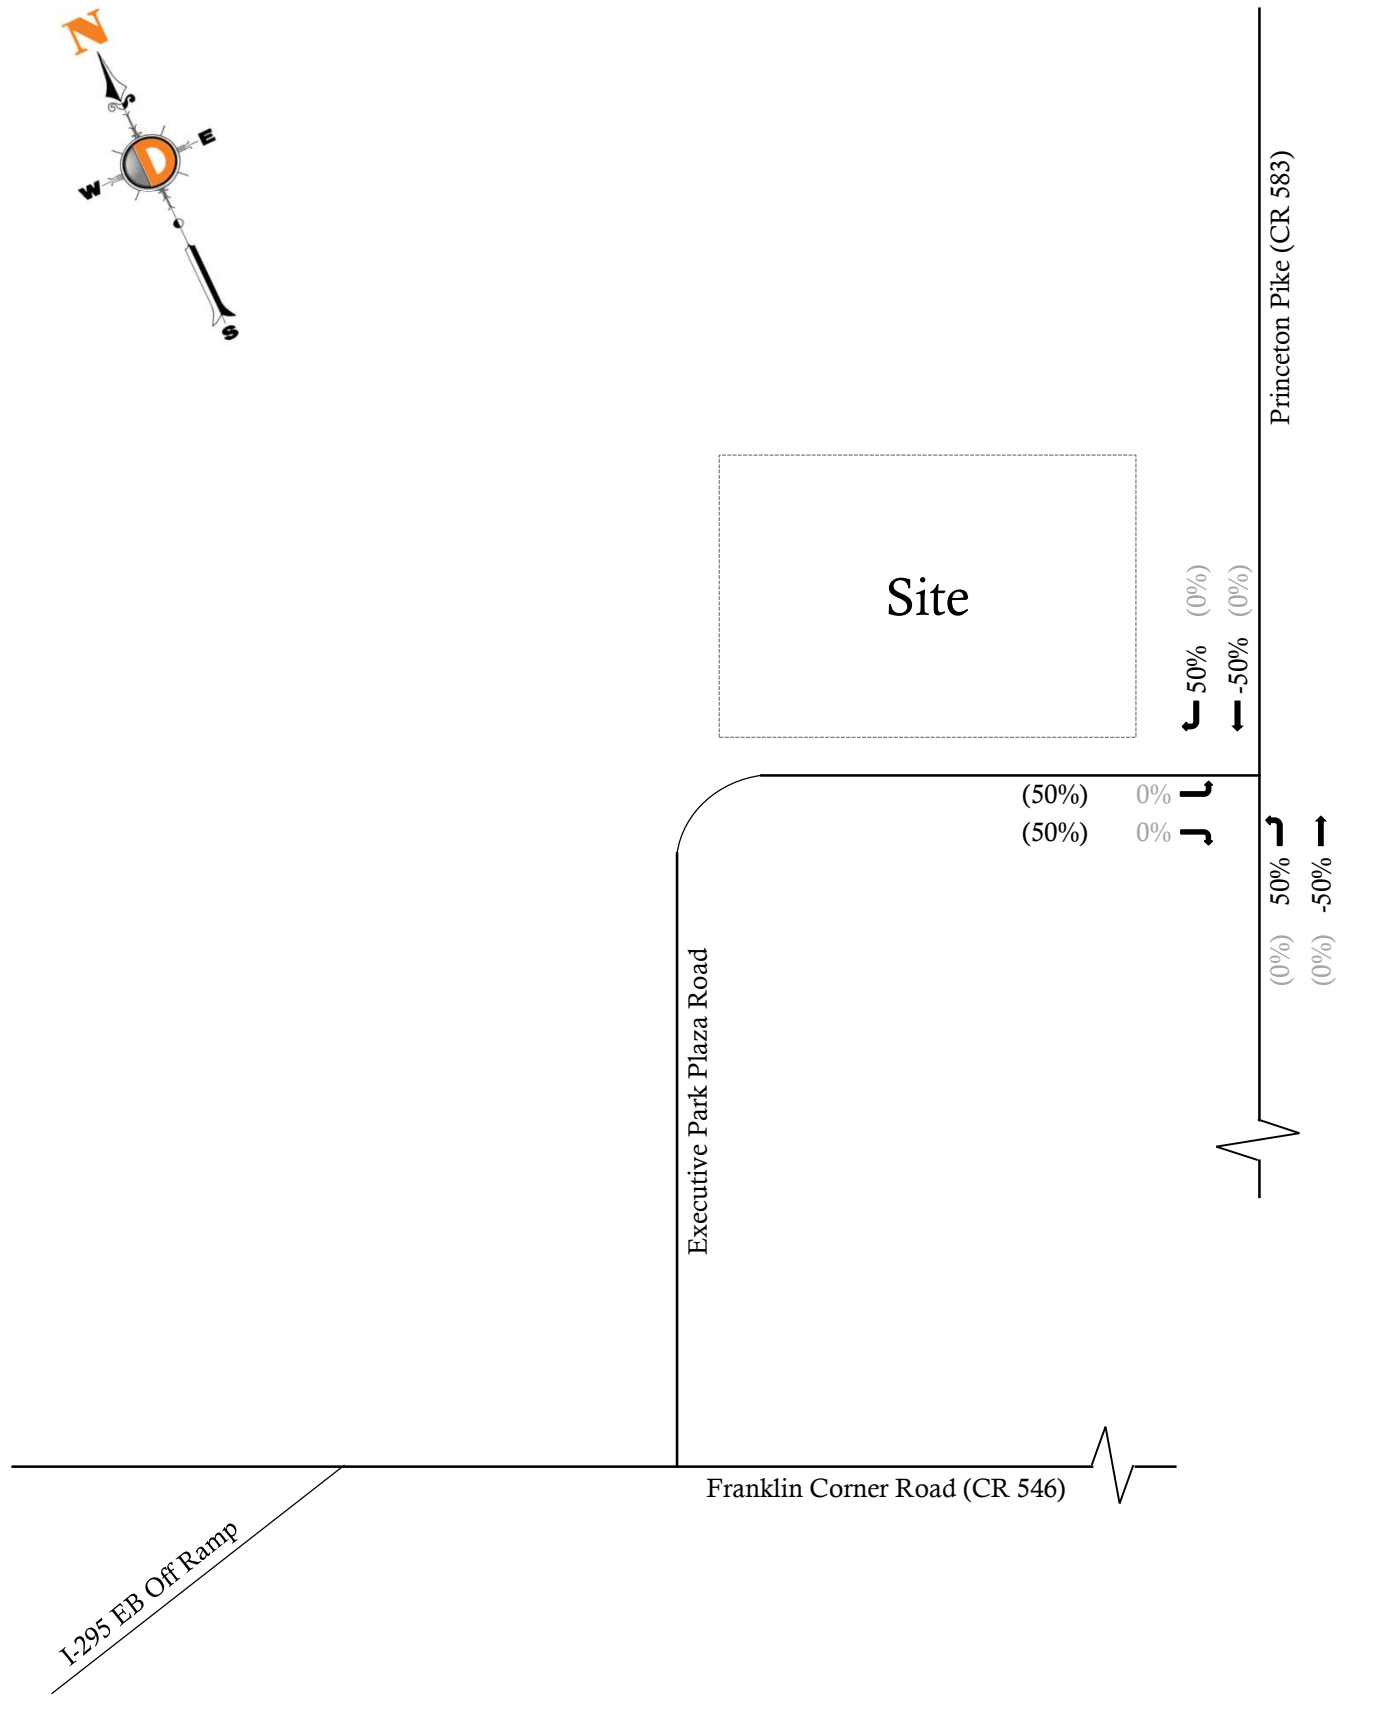 N
E
D
W
S
Princeton Pike (CR 583)
Site
50% (0%)
-50% (0%)
(50%) 0%
(50%) 0%
(0%) 50%
(0%) -50%
Executive Park Plaza Road
Franklin Corner Road (CR 546)
I-295 EB Off Ramp